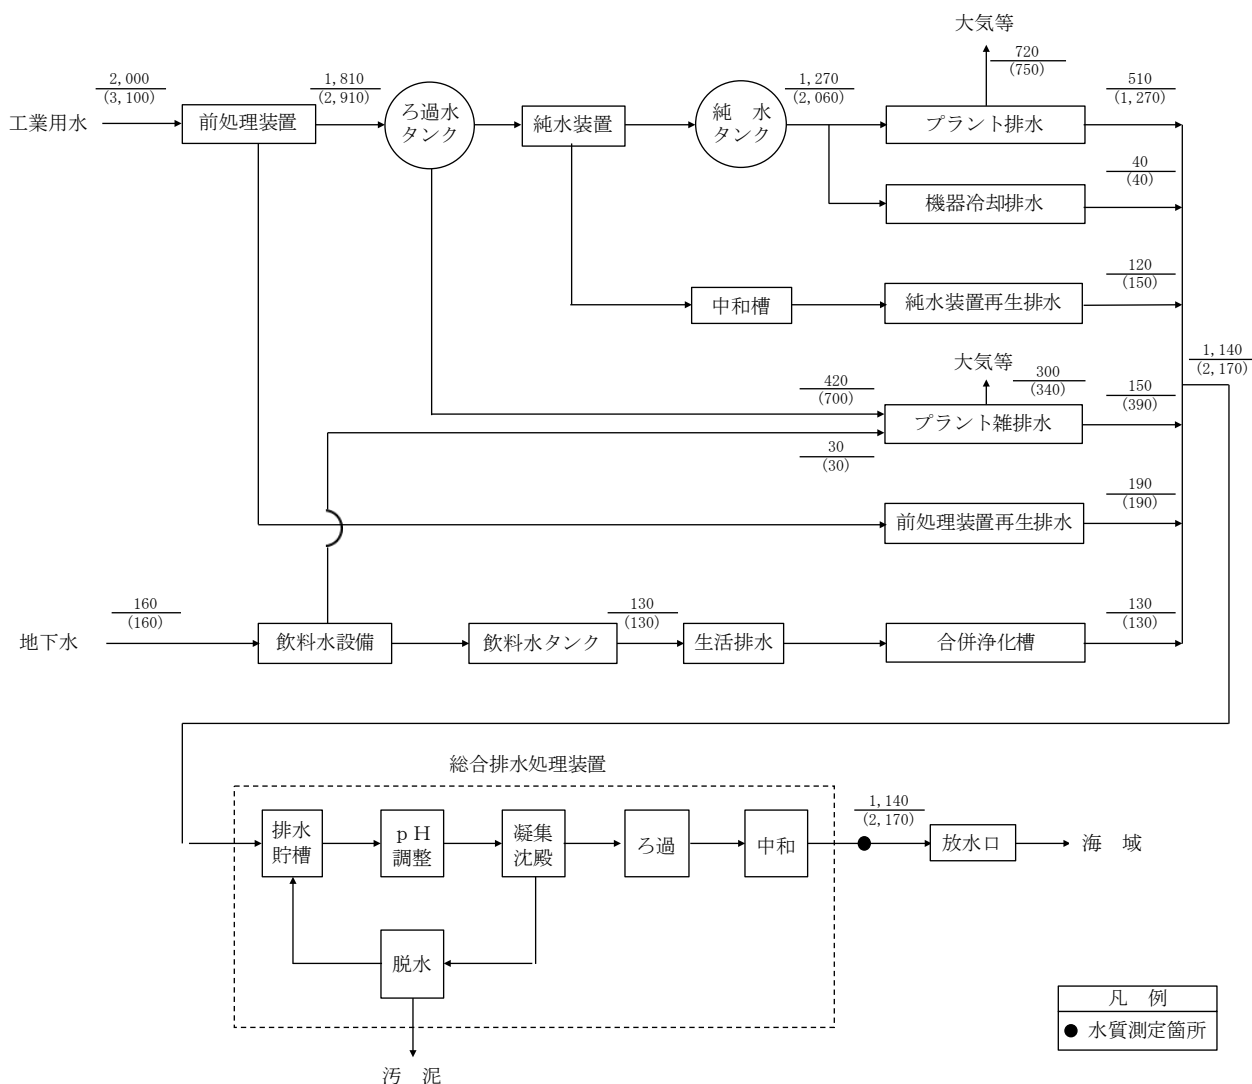 大気等
720
(750)
2,000
(3,100)
1,810
(2,910)
1,270
(2,060)
510
(1,270)
工業用水
前処理装置
ろ過水
タンク
純水装置
純 水
タンク
プラント排水
40
(40)
機器冷却排水
120
(150)
中和槽
純水装置再生排水
1,140
(2,170)
大気等
300
(340)
420
(700)
150
(390)
プラント雑排水
30
(30)
190
(190)
前処理装置再生排水
160
(160)
130
(130)
130
(130)
地下水
飲料水設備
飲料水タンク
生活排水
合併浄化槽
総合排水処理装置
1,140
(2,170)
排水
貯槽
pH
調整
凝集
沈殿
ろ過
中和
放水口
海 域
脱水
汚 泥
凡 例
● 水質測定箇所